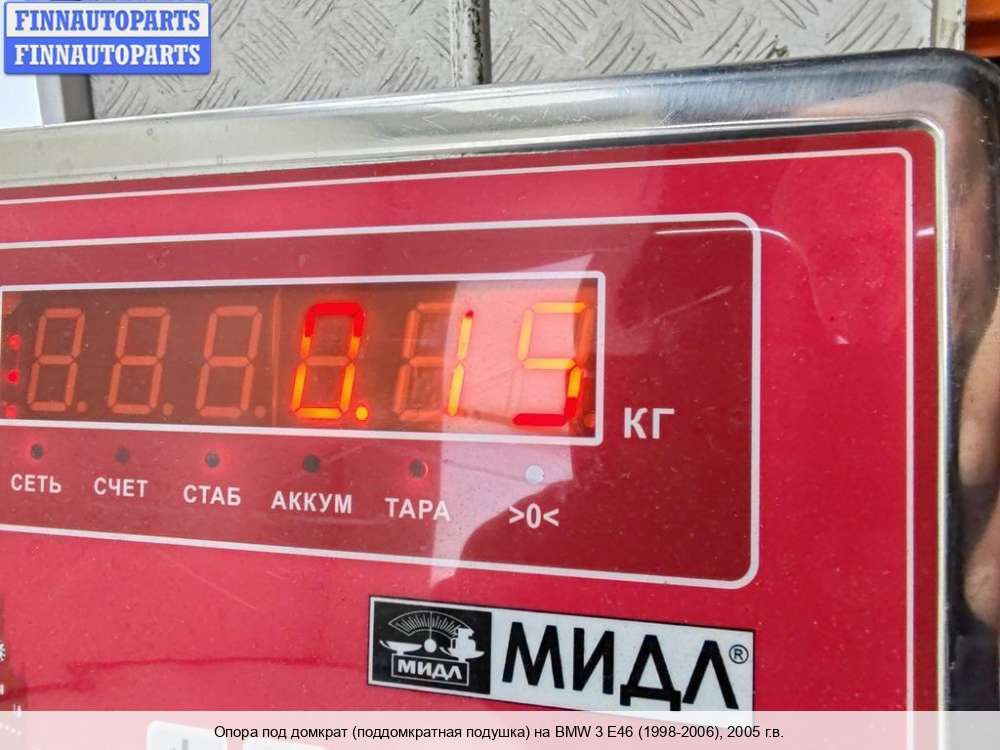 FINNAUTOPARTS
FINNAUTOPARTS
0.15
КГ
СЕТЬ СЧЕТ СТАБ АККУМ ТАРА >0<
МИДЛ МИДЛ®
Опора под домкрат (поддомкратная подушка) на BMW 3 E46 (1998-2006), 2005 г.в.